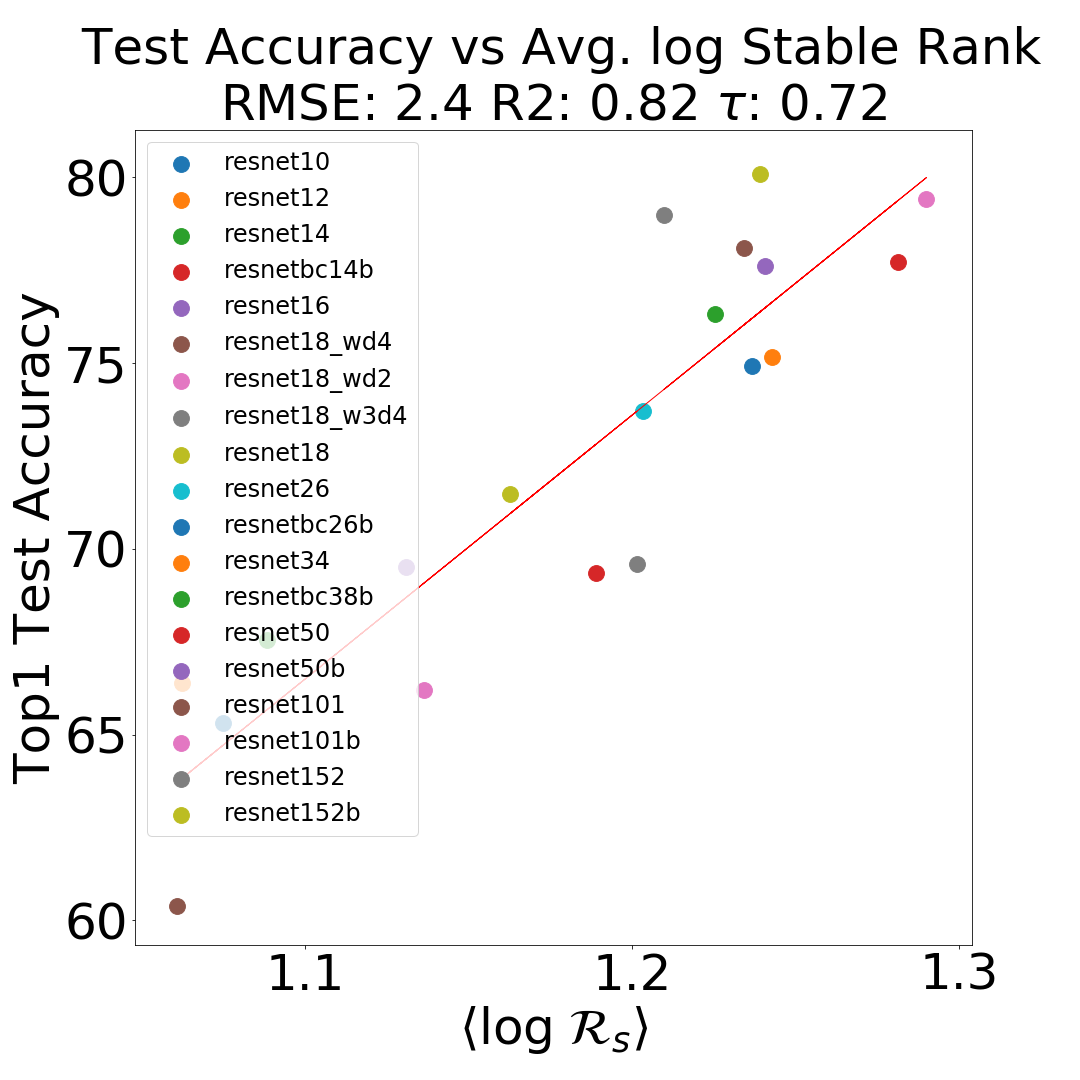 Test Accuracy vs Avg. log Stable Rank
RMSE: 2.4 R2: 0.82 τ: 0.72
Top1 Test Accuracy
80
75
70
65
60
resnet10
resnet12
resnet14
resnetbc14b
resnet16
resnet18_wd4
resnet18_wd2
resnet18_w3d4
resnet18
resnet26
resnetbc26b
resnet34
resnetbc38b
resnet50
resnet50b
resnet101
resnet101b
resnet152
resnet152b
1.1 1.2 1.3
⟨log ℛₛ⟩